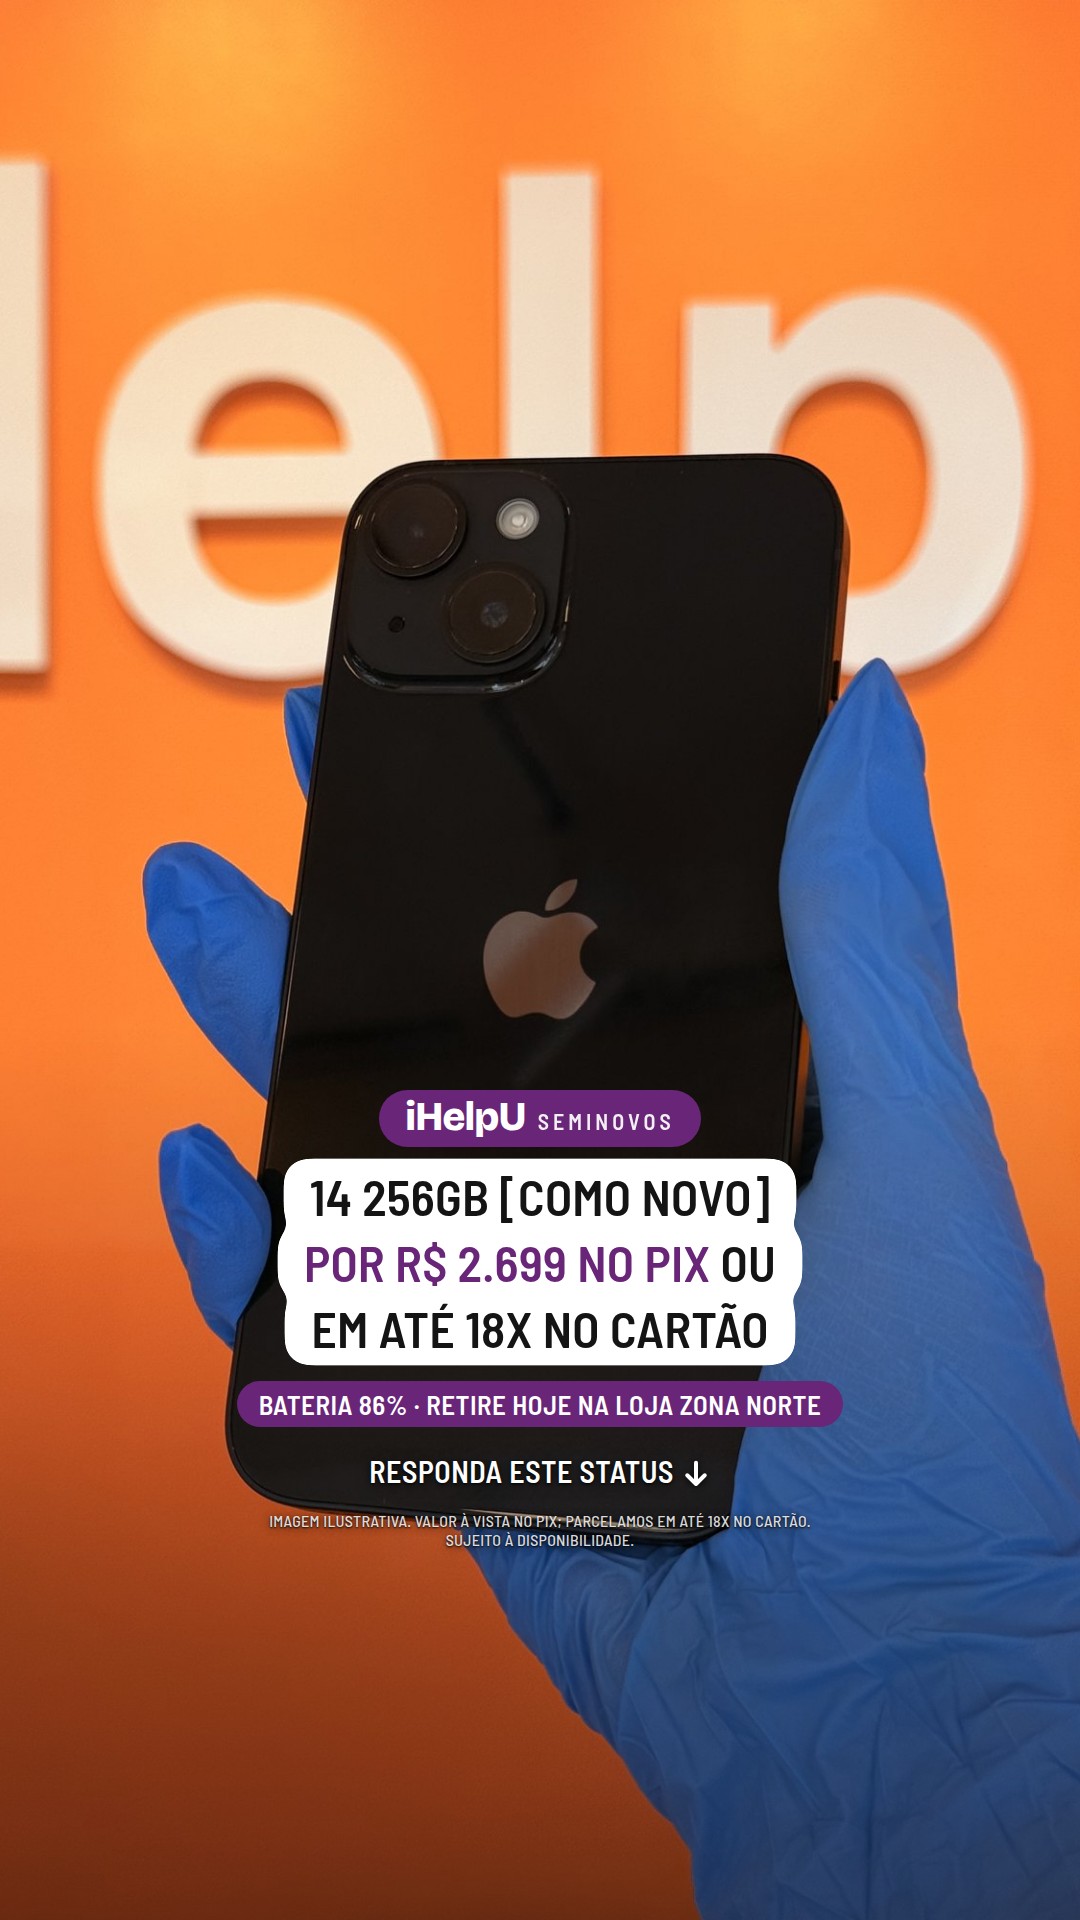 Help
iHelpU SEMINOVOS
14 256GB [COMO NOVO]
POR R$ 2.699 NO PIX OU
EM ATÉ 18X NO CARTÃO
BATERIA 86% · RETIRE HOJE NA LOJA ZONA NORTE
RESPONDA ESTE STATUS ↓
IMAGEM ILUSTRATIVA. VALOR À VISTA NO PIX; PARCELAMOS EM ATÉ 18X NO CARTÃO.
SUJEITO À DISPONIBILIDADE.